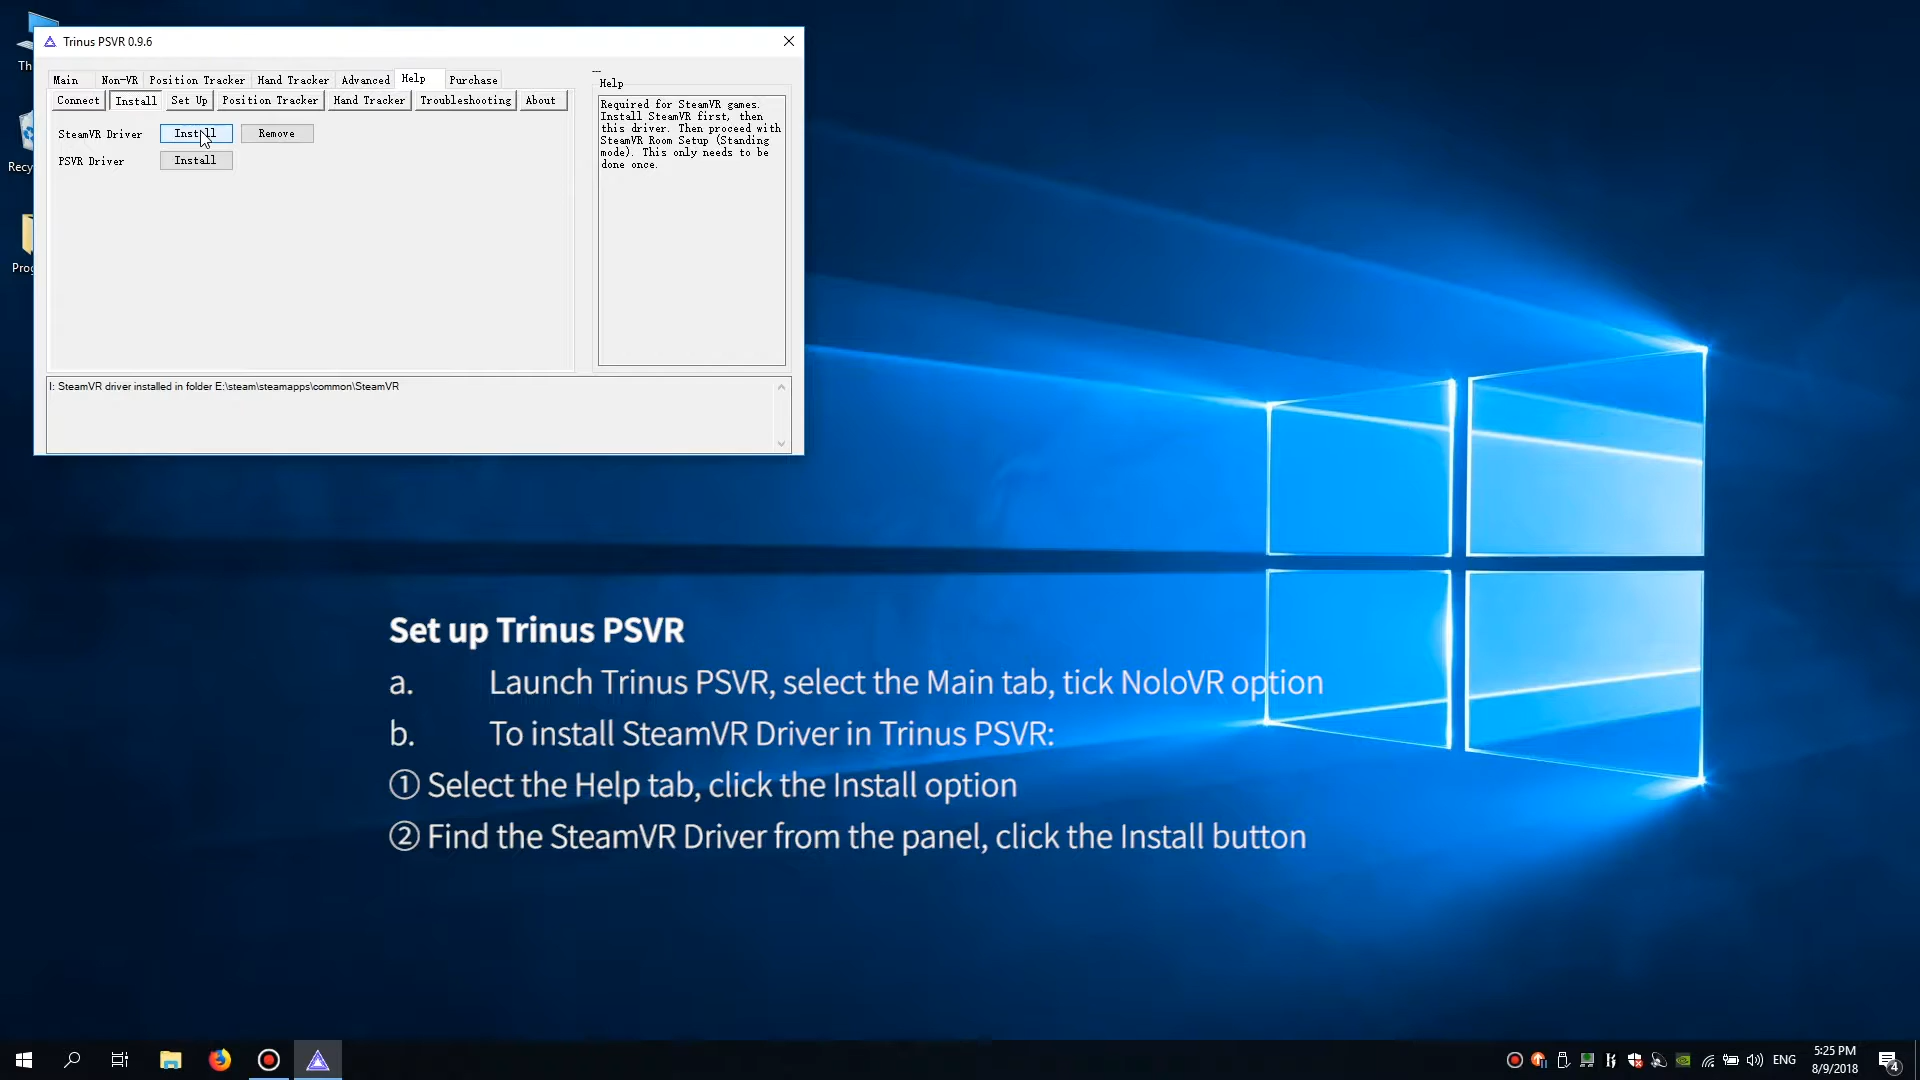 Th
Recy
Prog
Trinus PSVR 0.9.6
Main Non-VR Position Tracker Hand Tracker Advanced Help Purchase
Connect Install Set Up Position Tracker Hand Tracker Troubleshooting About
SteamVR Driver Install Remove
PSVR Driver Install
Help
Required for SteamVR games.
Install SteamVR first, then
this driver. Then proceed with
SteamVR Room Setup (Standing
mode). This only needs to be
done once.
I: SteamVR driver installed in folder E:\steam\steamapps\common\SteamVR
Set up Trinus PSVR
a. Launch Trinus PSVR, select the Main tab, tick NoloVR option
b. To install SteamVR Driver in Trinus PSVR:
① Select the Help tab, click the Install option
② Find the SteamVR Driver from the panel, click the Install button
ENG
5:25 PM
8/9/2018
4